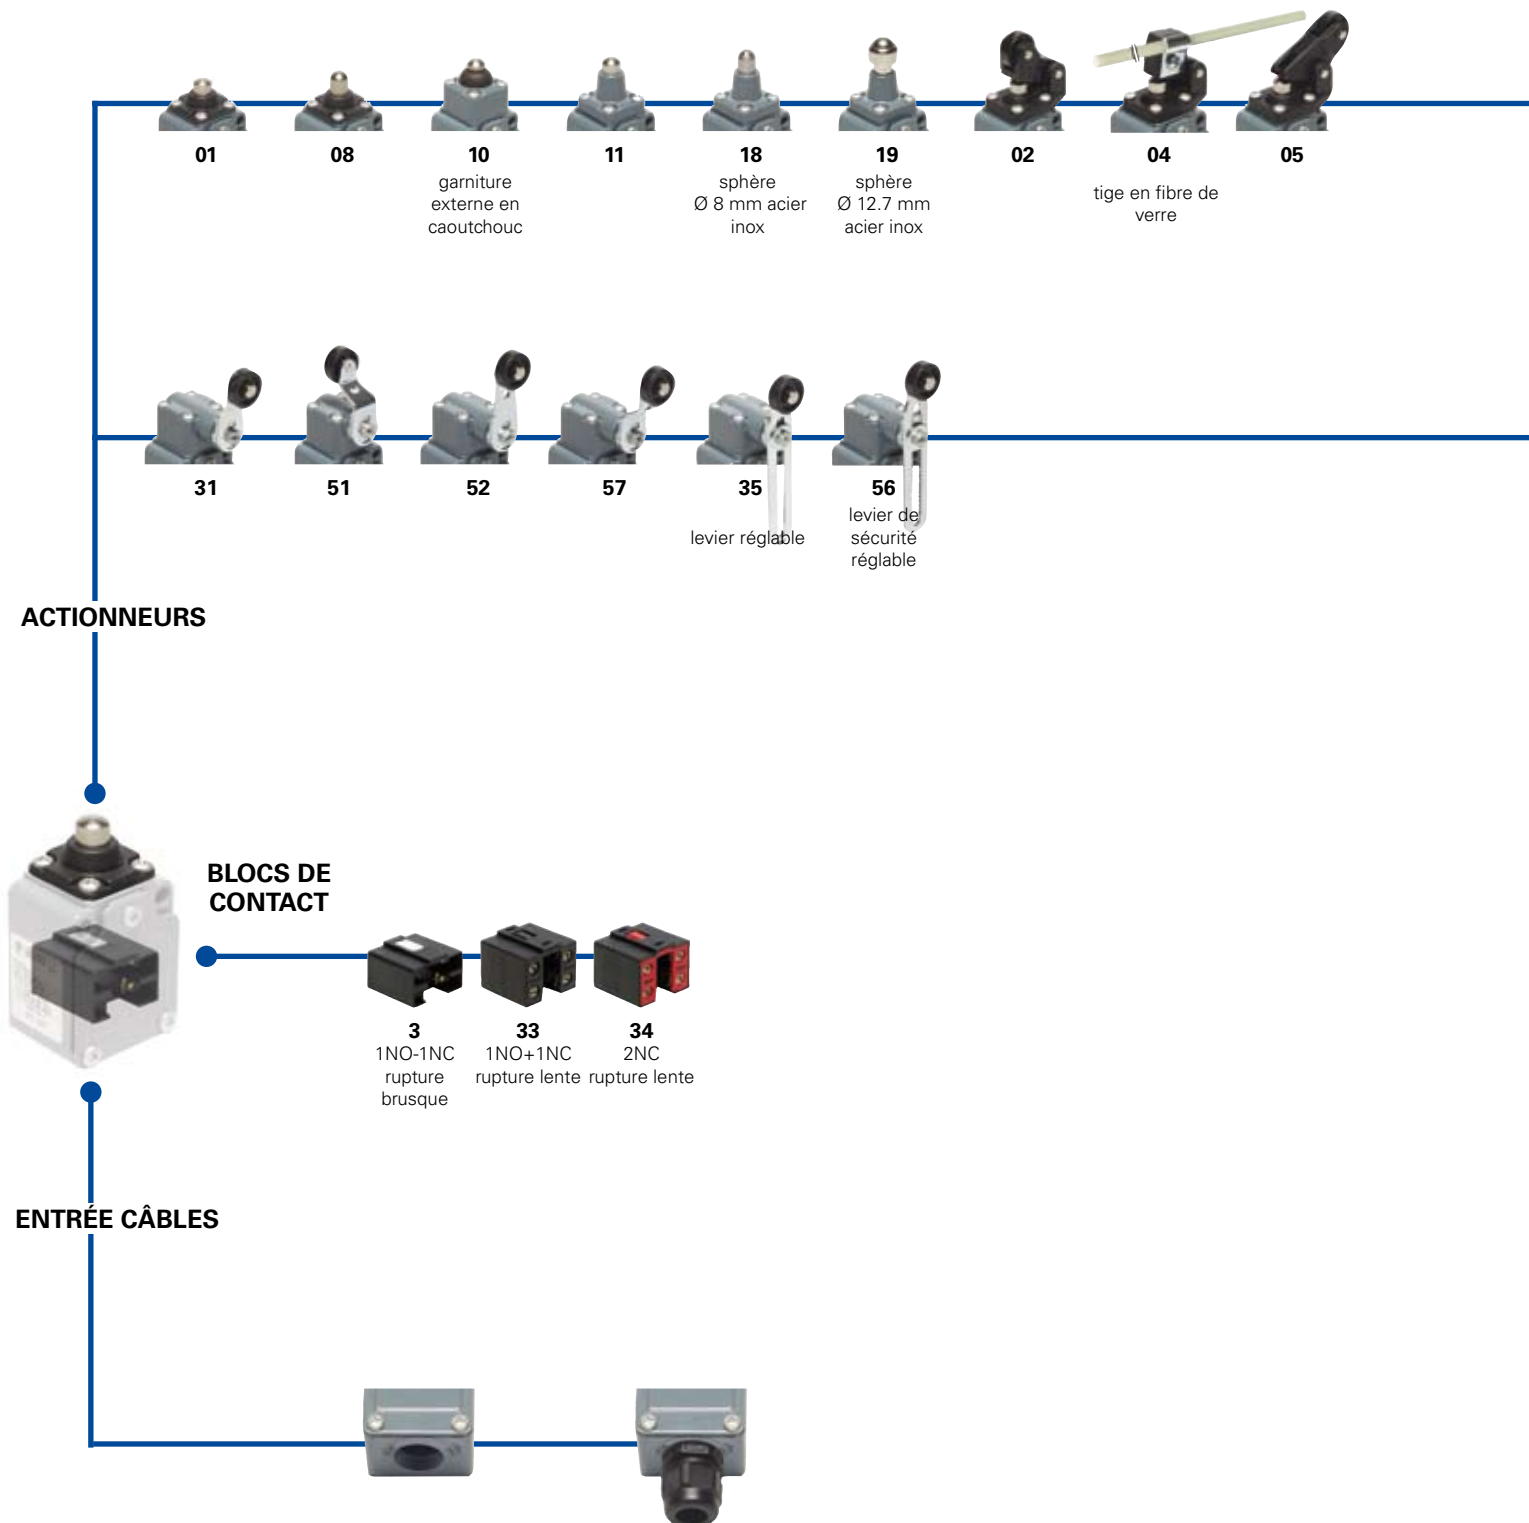 01
08
10
garniture
externe en
caoutchouc
11
18
sphère
Ø 8 mm acier
inox
19
sphère
Ø 12.7 mm
acier inox
02
04
tige en fibre de
verre
05
31
51
52
57
35
levier réglable
56
levier de
sécurité
réglable
ACTIONNEURS
BLOCS DE
CONTACT
3
1NO-1NC
rupture
brusque
33
1NO+1NC
rupture lente
34
2NC
rupture lente
ENTRÉE CÂBLES